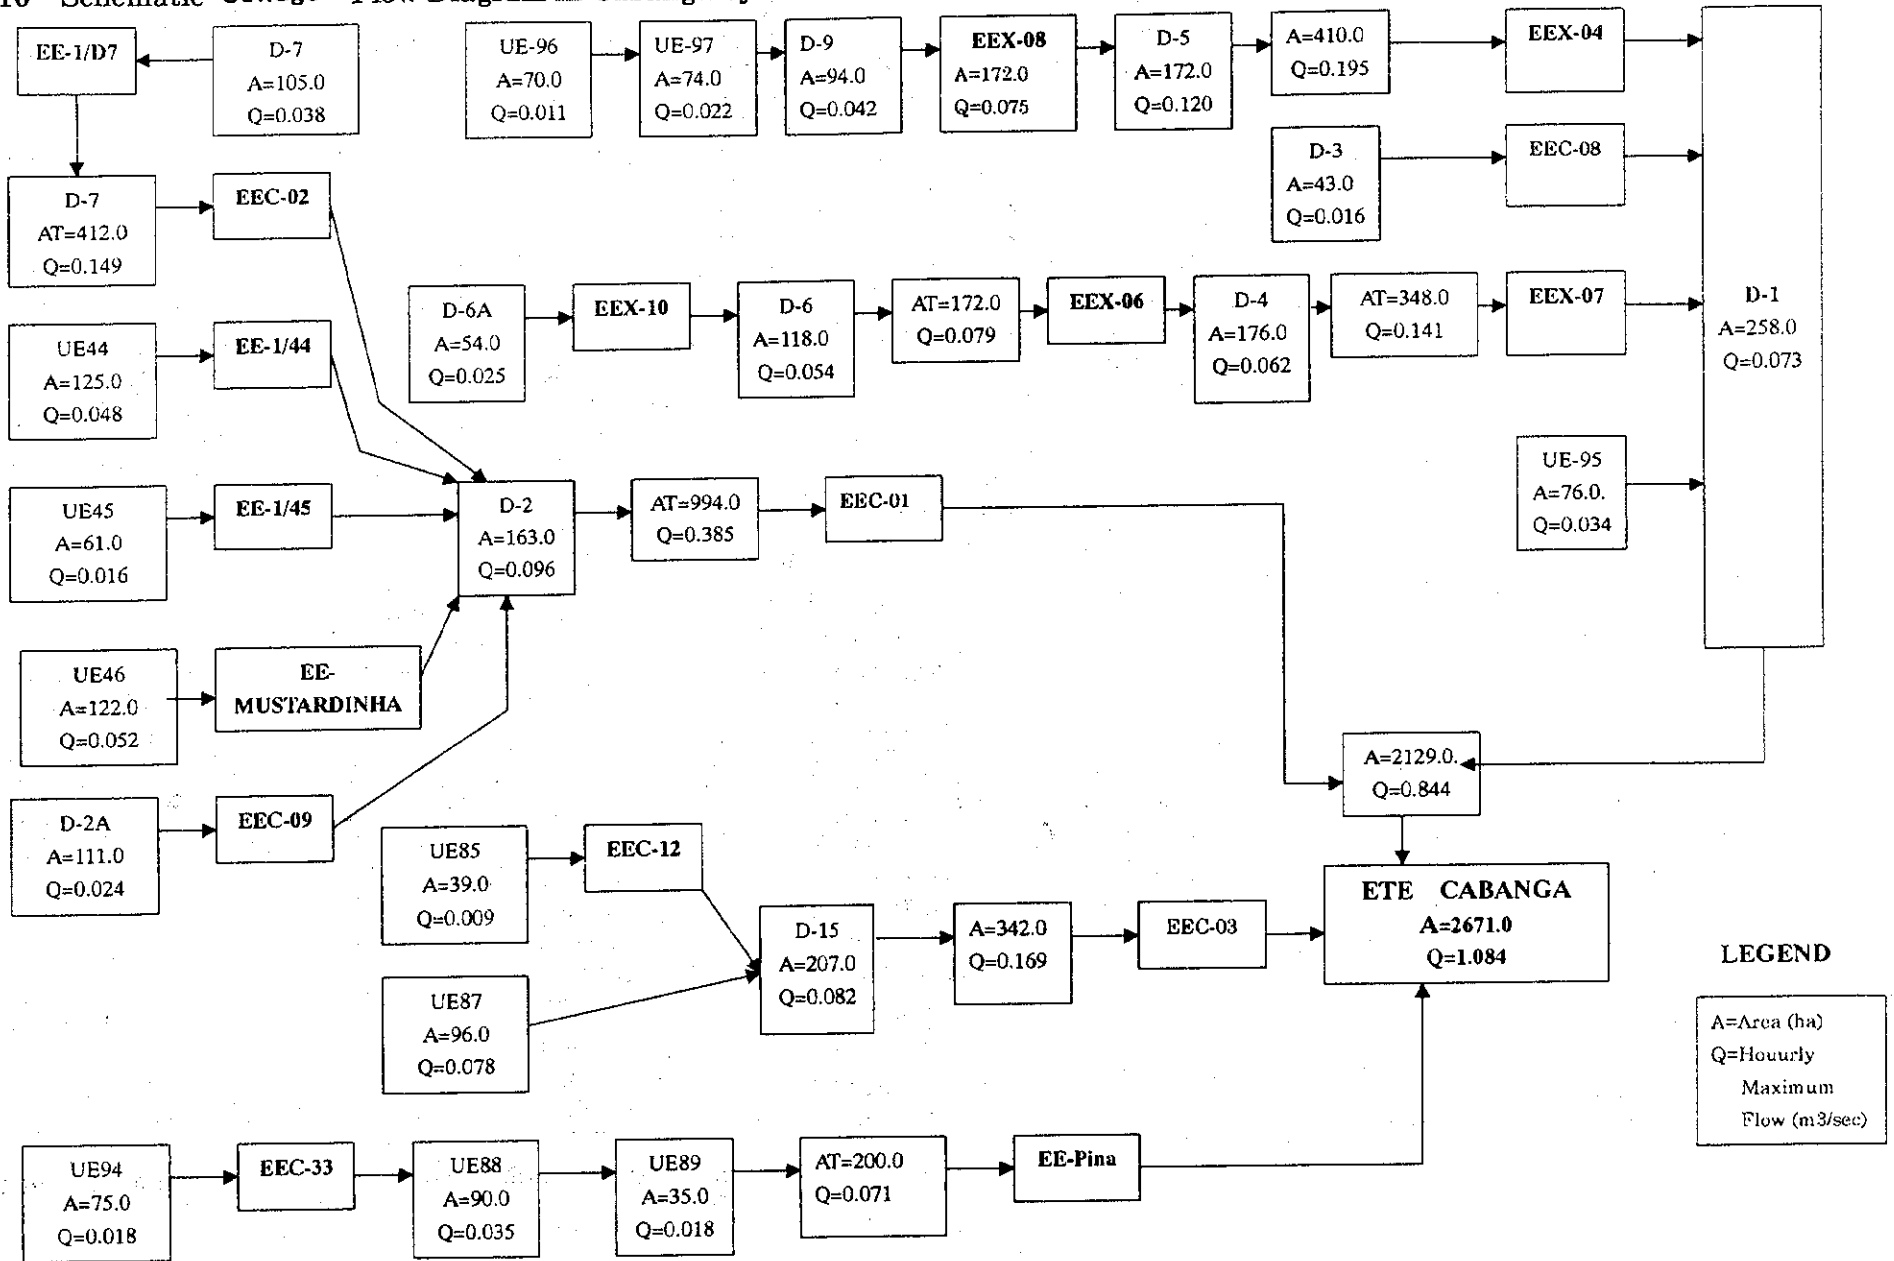 Schematic Flow Diagram
EE-1/D7
D-7
A=105.0
Q=0.038
UE-96
A=70.0
Q=0.011
UE-97
A=74.0
Q=0.022
D-9
A=94.0
Q=0.042
EEX-08
A=172.0
Q=0.075
D-5
A=172.0
Q=0.120
A=410.0
Q=0.195
EEX-04
D-3
A=43.0
Q=0.016
EEC-08
D-7
AT=412.0
Q=0.149
EEC-02
D-6A
A=54.0
Q=0.025
EEX-10
D-6
A=118.0
Q=0.054
AT=172.0
Q=0.079
EEX-06
D-4
A=176.0
Q=0.062
AT=348.0
Q=0.141
EEX-07
D-1
A=258.0
Q=0.073
UE44
A=125.0
Q=0.048
EE-1/44
UE-95
A=76.0.
Q=0.034
UE45
A=61.0
Q=0.016
EE-1/45
D-2
A=163.0
Q=0.096
AT=994.0
Q=0.385
EEC-01
UE46
A=122.0
Q=0.052
EE-
MUSTARDINHA
A=2129.0.
Q=0.844
D-2A
A=111.0
Q=0.024
EEC-09
UE85
A=39.0
Q=0.009
EEC-12
UE87
A=96.0
Q=0.078
D-15
A=207.0
Q=0.082
A=342.0
Q=0.169
EEC-03
ETE CABANGA
A=2671.0
Q=1.084
LEGEND
A=Area (ha)
Q=Houurly
Maximum
Flow (m3/sec)
UE94
A=75.0
Q=0.018
EEC-33
UE88
A=90.0
Q=0.035
UE89
A=35.0
Q=0.018
AT=200.0
Q=0.071
EE-Pina